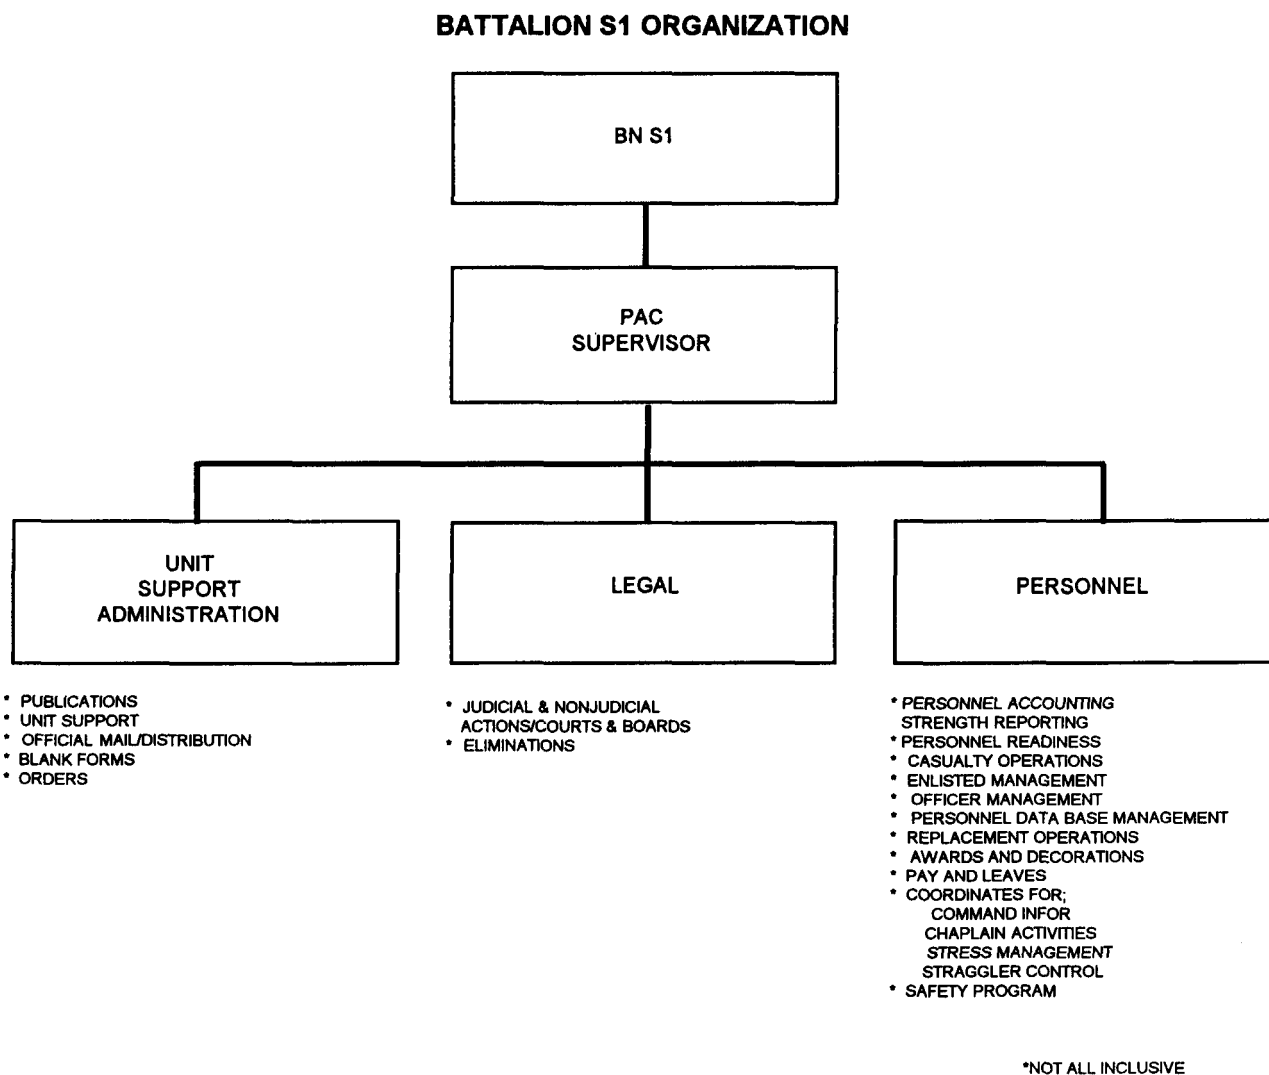 BATTALION S1 ORGANIZATION
BN S1
PAC
SUPERVISOR
UNIT
SUPPORT
ADMINISTRATION
* PUBLICATIONS
* UNIT SUPPORT
* OFFICIAL MAIL/DISTRIBUTION
* BLANK FORMS
* ORDERS
LEGAL
* JUDICIAL & NONJUDICIAL
ACTIONS/COURTS & BOARDS
* ELIMINATIONS
PERSONNEL
* PERSONNEL ACCOUNTING
STRENGTH REPORTING
* PERSONNEL READINESS
* CASUALTY OPERATIONS
* ENLISTED MANAGEMENT
* OFFICER MANAGEMENT
* PERSONNEL DATA BASE MANAGEMENT
* REPLACEMENT OPERATIONS
* AWARDS AND DECORATIONS
* PAY AND LEAVES
* COORDINATES FOR;
COMMAND INFOR
CHAPLAIN ACTIVITIES
STRESS MANAGEMENT
STRAGGLER CONTROL
* SAFETY PROGRAM
*NOT ALL INCLUSIVE